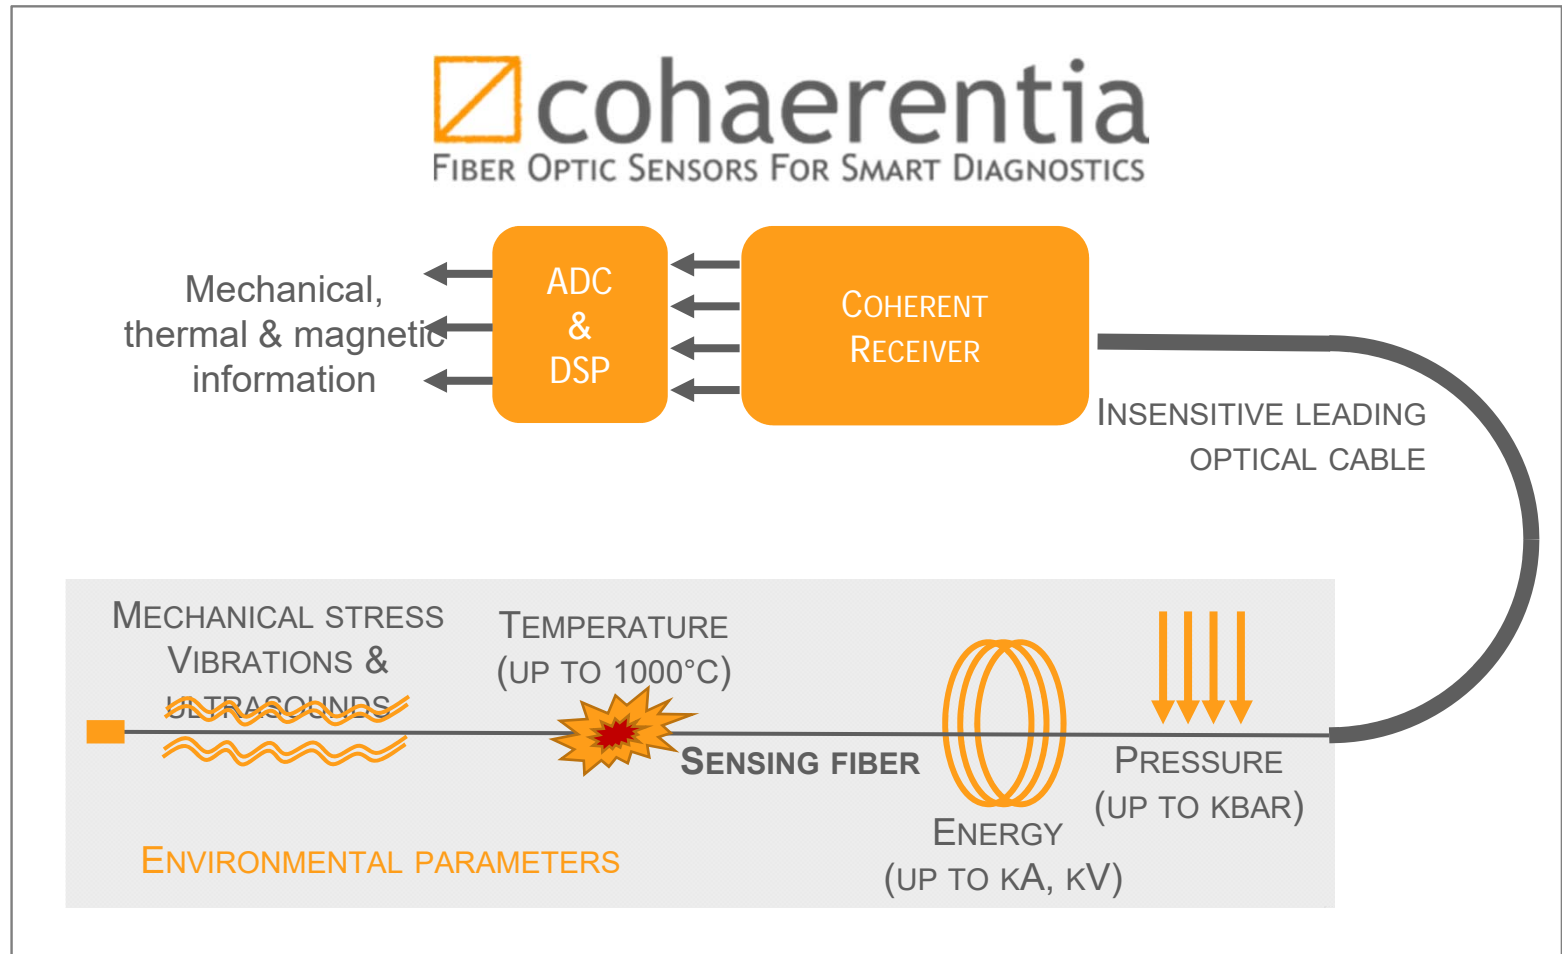 cohaerentia
FIBER OPTIC SENSORS FOR SMART DIAGNOSTICS
Mechanical,
thermal & magnetic
information
ADC
&
DSP
COHERENT
RECEIVER
INSENSITIVE LEADING
OPTICAL CABLE
MECHANICAL STRESS
VIBRATIONS &
ULTRASOUNDS
TEMPERATURE
(UP TO 1000°C)
SENSING FIBER
ENERGY
(UP TO KA, KV)
PRESSURE
(UP TO KBAR)
ENVIRONMENTAL PARAMETERS